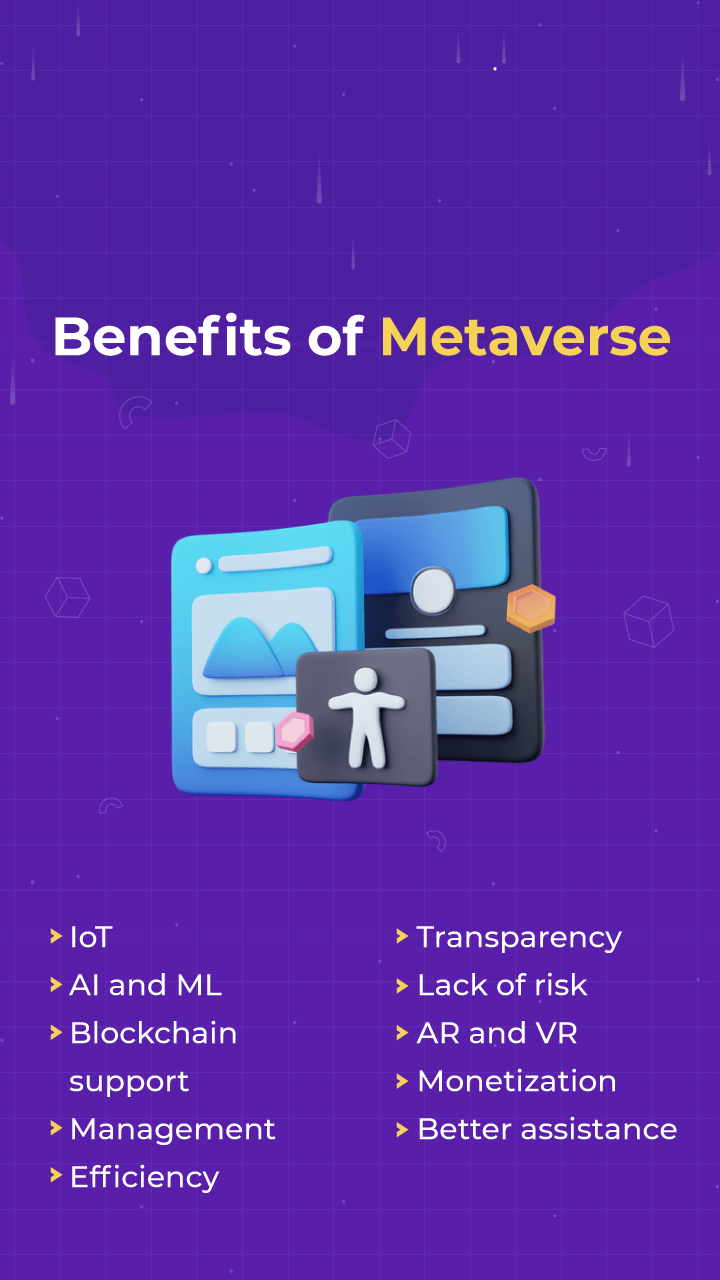 Benefits of Metaverse
IoT
AI and ML
Blockchain
support
Management
Efficiency
Transparency
Lack of risk
AR and VR
Monetization
Better assistance